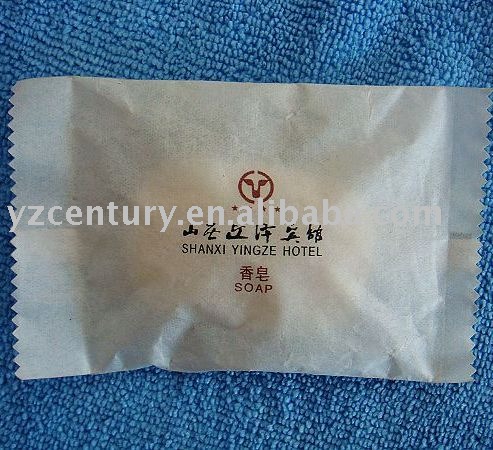 yzcentury.en.alibaba.com
山西迎泽宾馆
SHANXI YINGZE HOTEL
香皂
SOAP